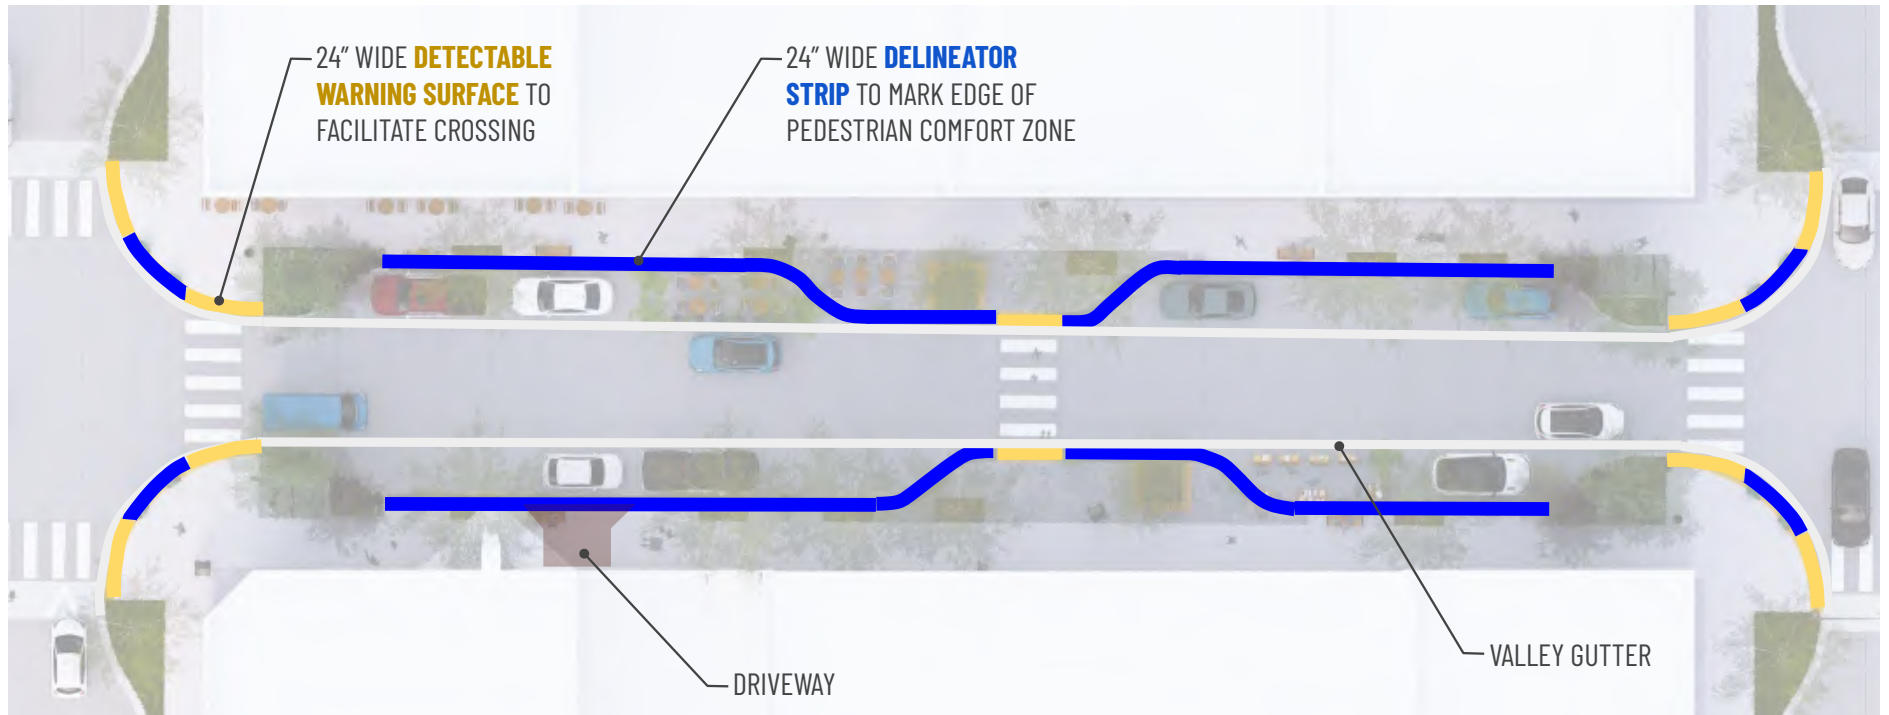 24” WIDE DETECTABLE
WARNING SURFACE TO
FACILITATE CROSSING
24” WIDE DELINEATOR
STRIP TO MARK EDGE OF
PEDESTRIAN COMFORT ZONE
DRIVEWAY
VALLEY GUTTER